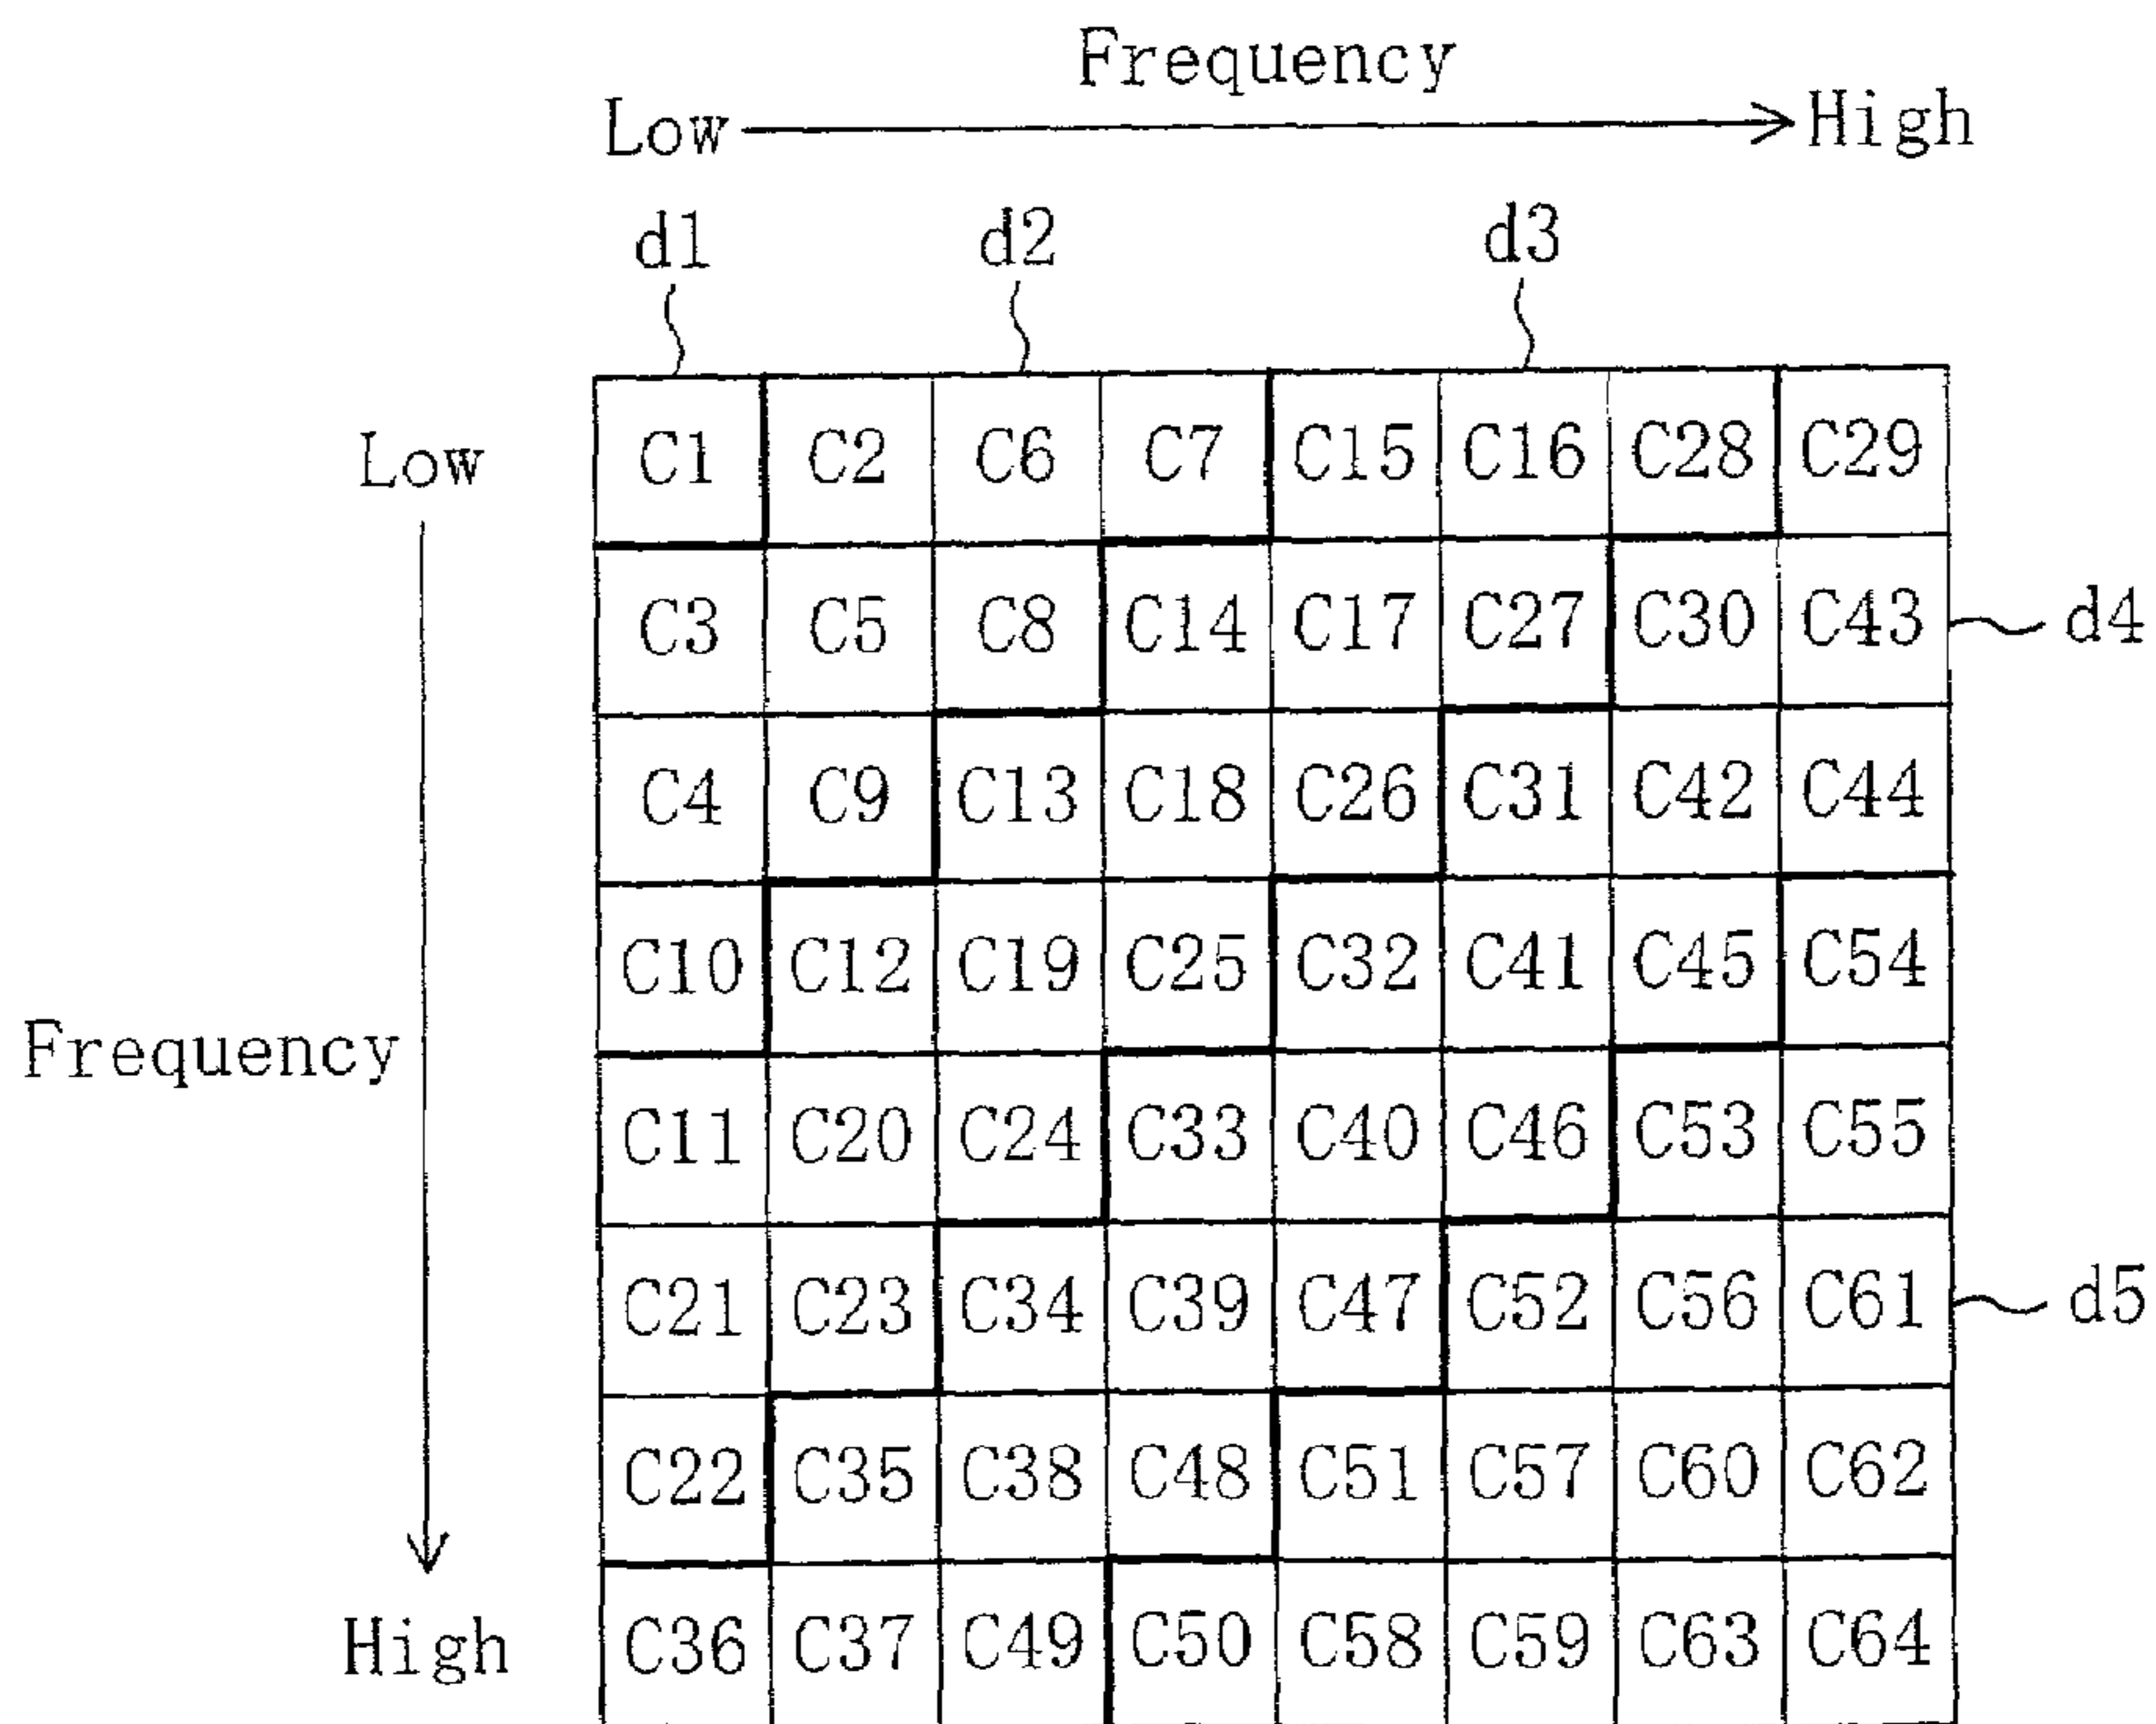 Frequency
Low High
d1 d2 d3
Low
C1 C2 C6 C7 C15 C16 C28 C29
C3 C5 C8 C14 C17 C27 C30 C43
d4
C4 C9 C13 C18 C26 C31 C42 C44
C10 C12 C19 C25 C32 C41 C45 C54
Frequency
C11 C20 C24 C33 C40 C46 C53 C55
C21 C23 C34 C39 C47 C52 C56 C61
d5
C22 C35 C38 C48 C51 C57 C60 C62
High
C36 C37 C49 C50 C58 C59 C63 C64